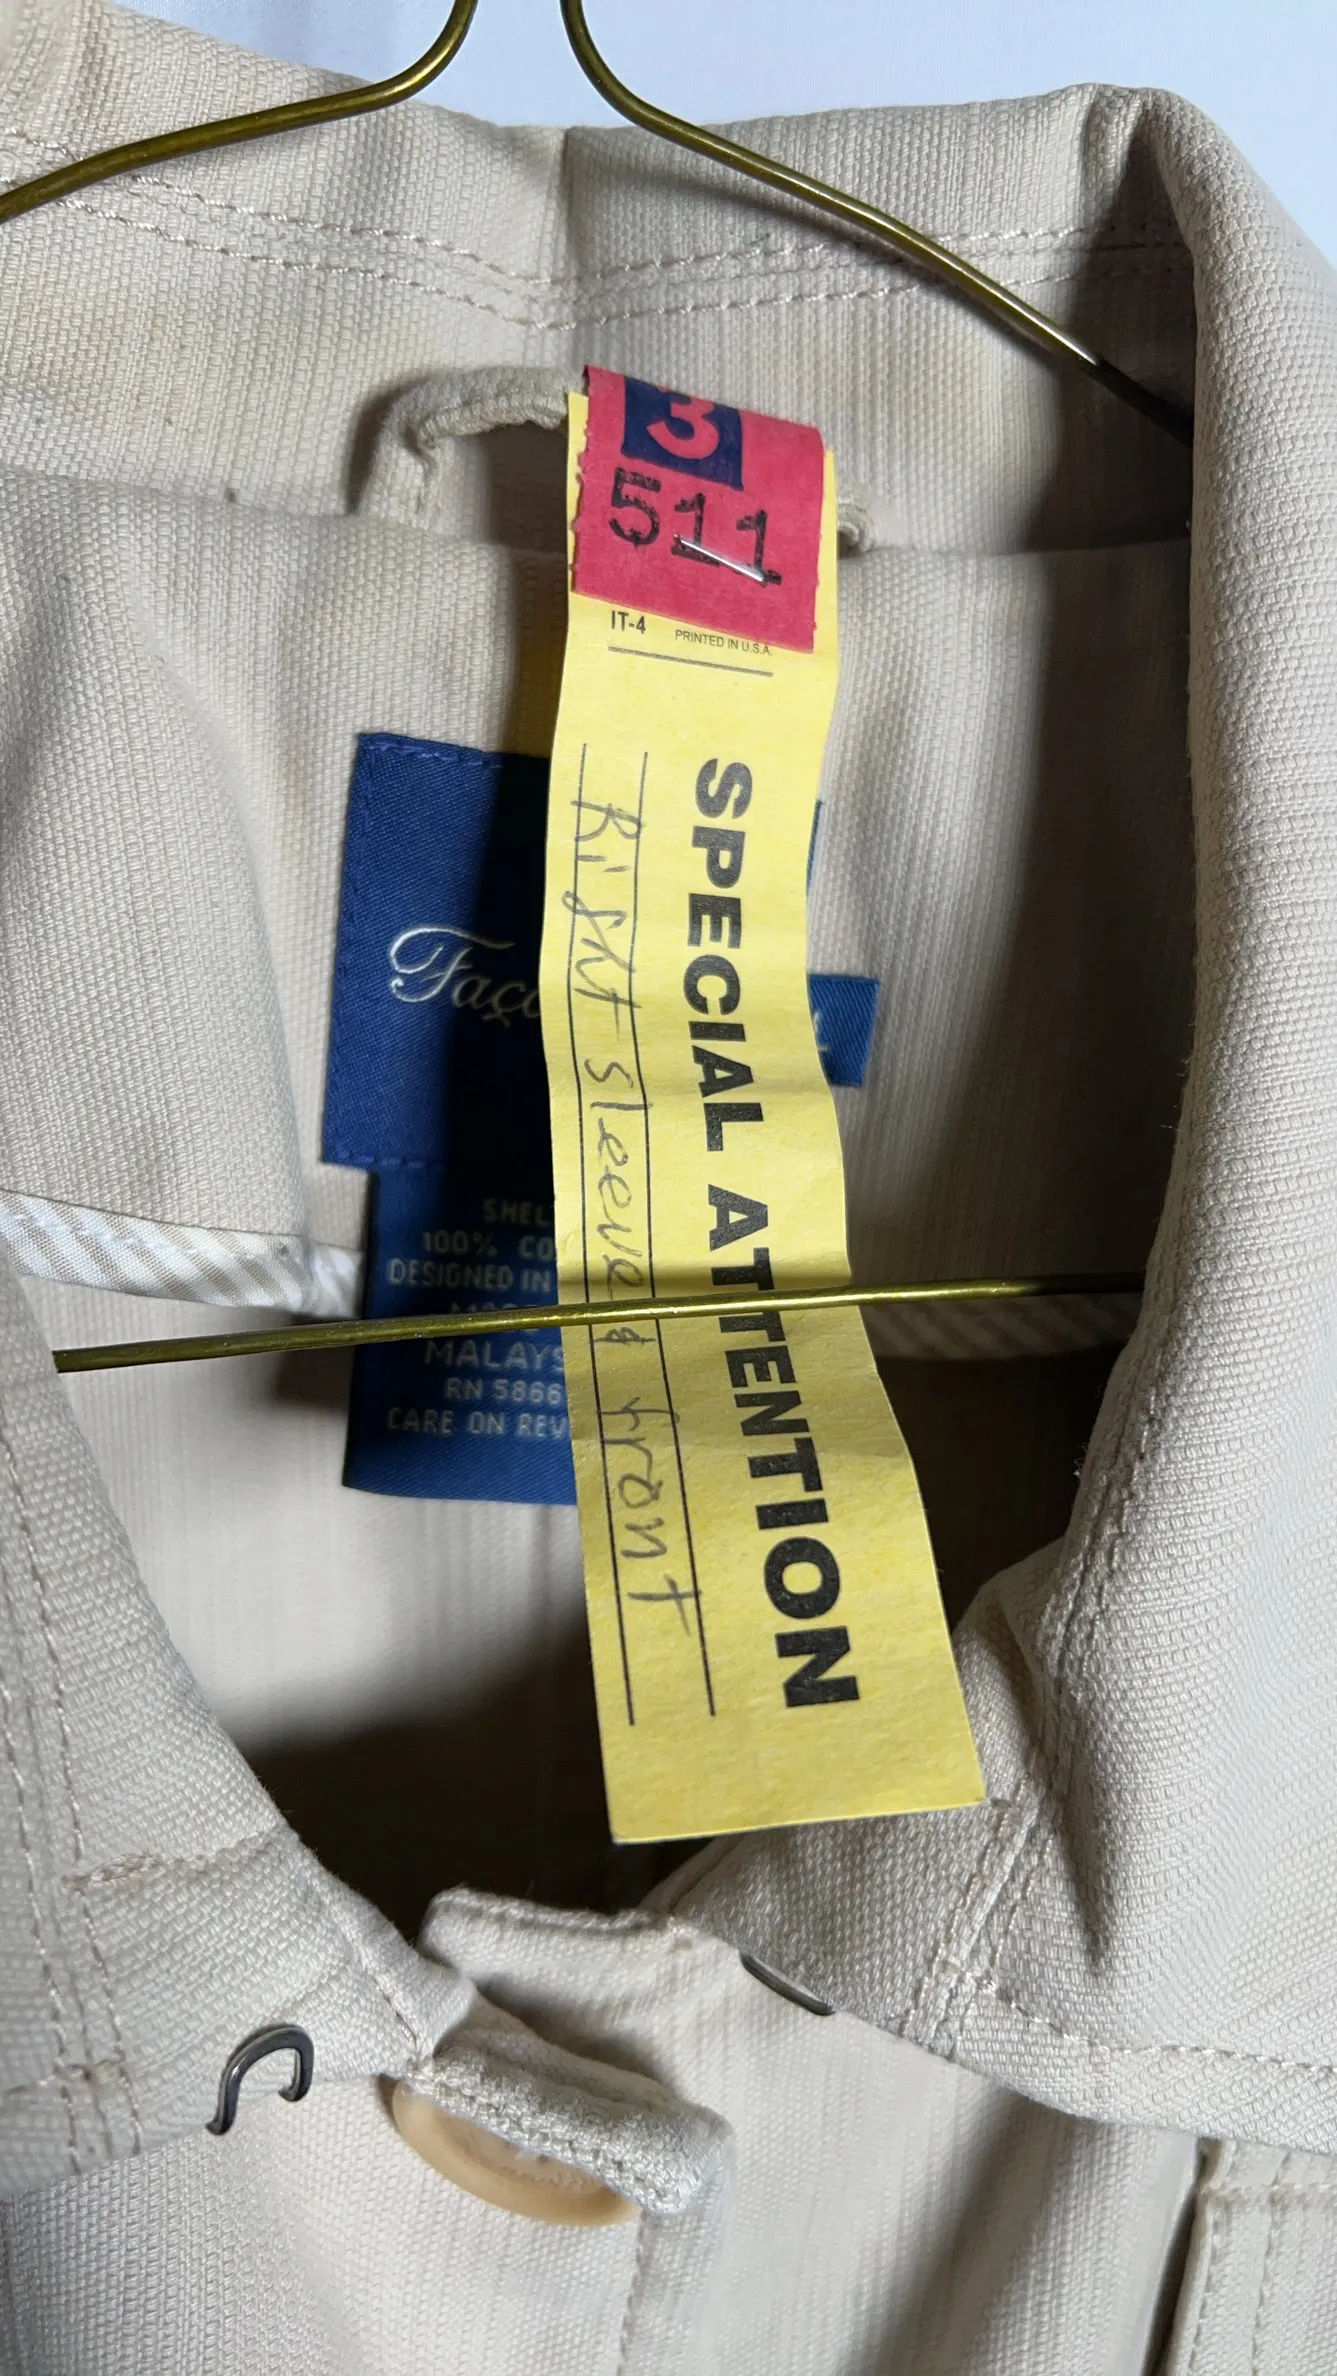 3
511
IT-4 PRINTED IN U.S.A.
SPECIAL ATTENTION
Right sleeve & front
Faço
SHEL
100% CO
DESIGNED IN
MALAYS
RN 5866
CARE ON REV